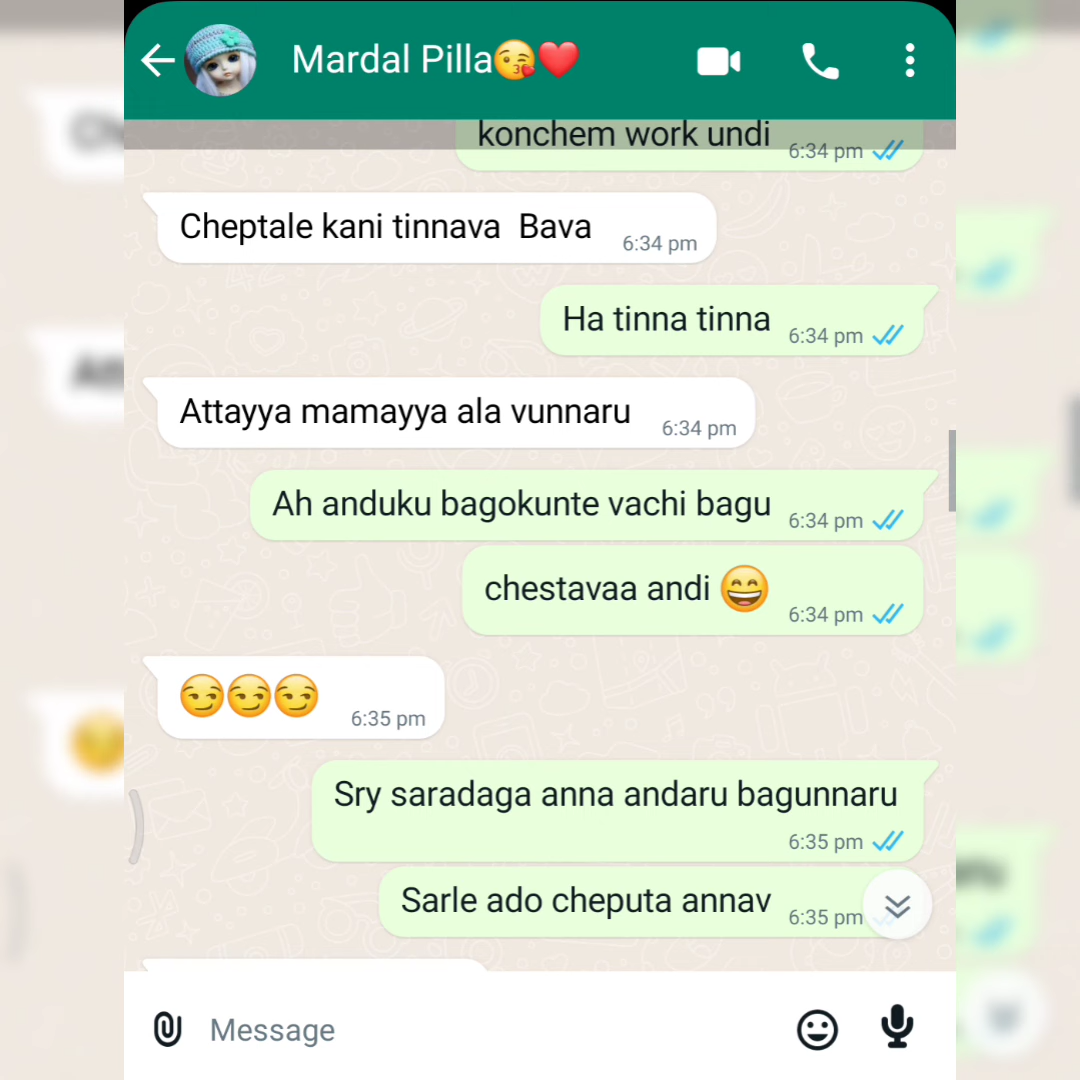 Mardal Pilla😘❤️
konchem work undi
6:34 pm
Cheptale kani tinnava Bava
6:34 pm
Ha tinna tinna
6:34 pm
Attayya mamayya ala vunnaru
6:34 pm
Ah anduku bagokunte vachi bagu
6:34 pm
chestavaa andi 😄
6:34 pm
😏😏😏
6:35 pm
Sry saradaga anna andaru bagunnaru
6:35 pm
Sarle ado cheputa annav
6:35 pm
Message